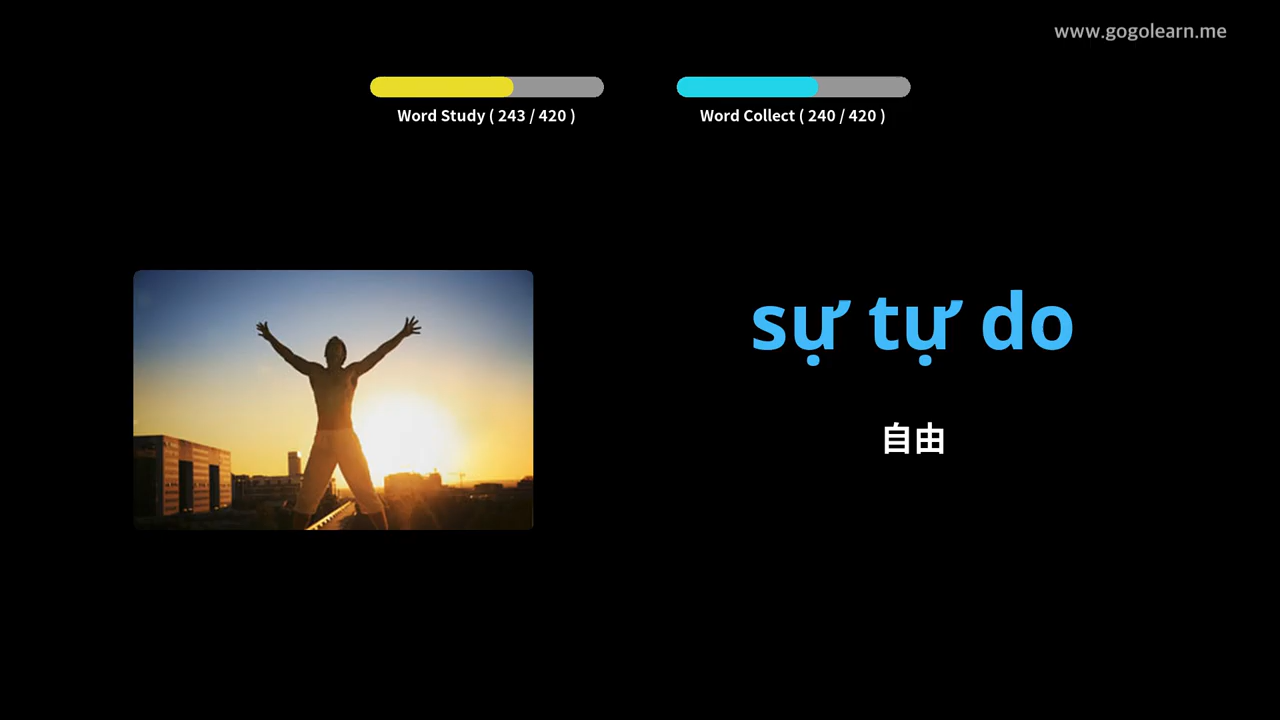 www.gogolearn.me
Word Study ( 243 / 420 )
Word Collect ( 240 / 420 )
sự tự do
自由